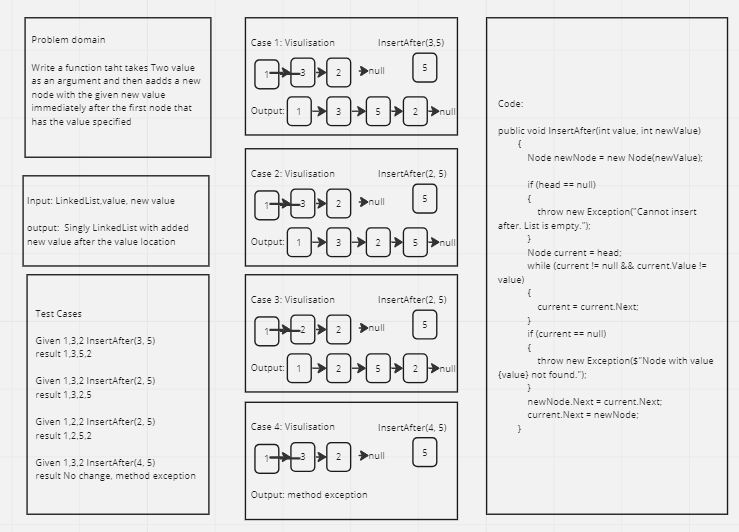 Problem domain
Write a function taht takes Two value
as an argument and then aadds a new
node with the given new value
immediately after the first node that
has the value specified
Input: LinkedList,value, new value
output: Singly LinkedList with added
new value after the value location
Test Cases
Given 1,3,2 InsertAfter(3, 5)
result 1,3,5,2
Given 1,3,2 InsertAfter(2, 5)
result 1,3,2,5
Given 1,2,2 InsertAfter(2, 5)
result 1,2,5,2
Given 1,3,2 InsertAfter(4, 5)
result No change, method exception
Case 1: Visulisation InsertAfter(3,5)
1 3 2 null 5
Output: 1 3 5 2 null
Case 2: Visulisation InsertAfter(2, 5)
1 3 2 null 5
Output: 1 3 2 5 null
Case 3: Visulisation InsertAfter(2, 5)
1 2 2 null 5
Output: 1 2 5 2 null
Case 4: Visulisation InsertAfter(4, 5)
1 3 2 null 5
Output: method exception
Code:
public void InsertAfter(int value, int newValue)
{
Node newNode = new Node(newValue);
if (head == null)
{
throw new Exception("Cannot insert
after. List is empty.");
}
Node current = head;
while (current != null && current.Value !=
value)
{
current = current.Next;
}
if (current == null)
{
throw new Exception($"Node with value
{value} not found.");
}
newNode.Next = current.Next;
current.Next = newNode;
}